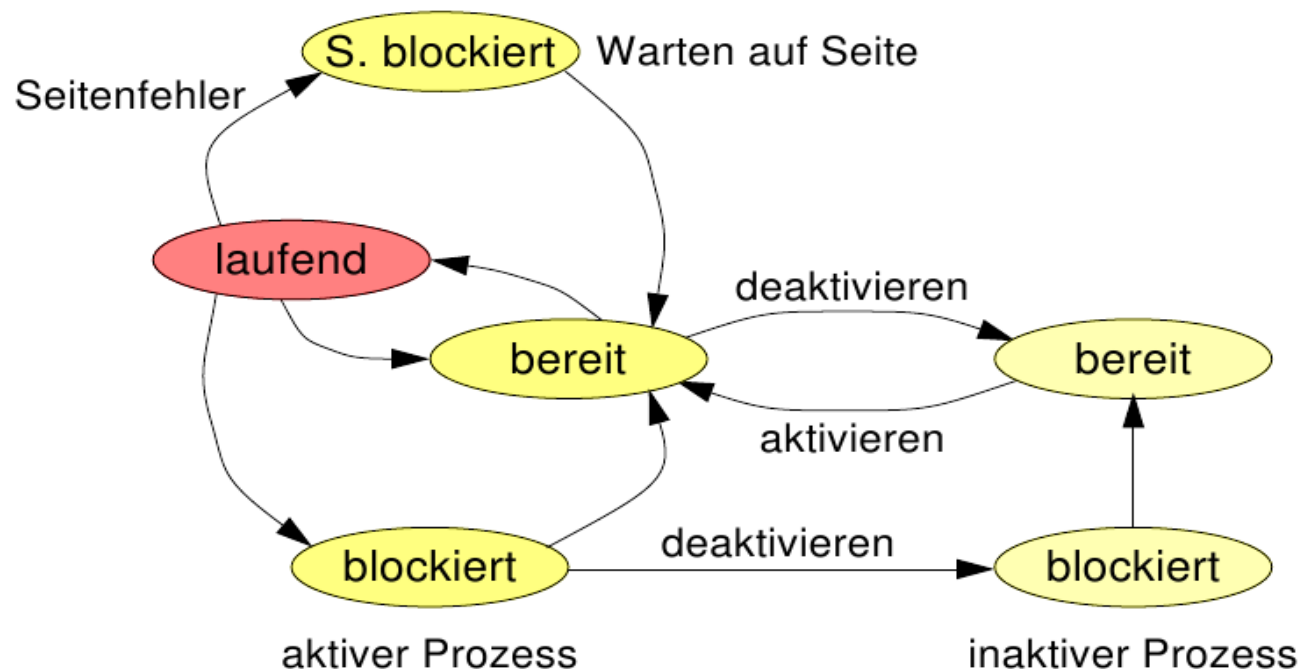 S. blockiert
Warten auf Seite
Seitenfehler
laufend
deaktivieren
bereit
bereit
aktivieren
deaktivieren
blockiert
blockiert
aktiver Prozess
inaktiver Prozess